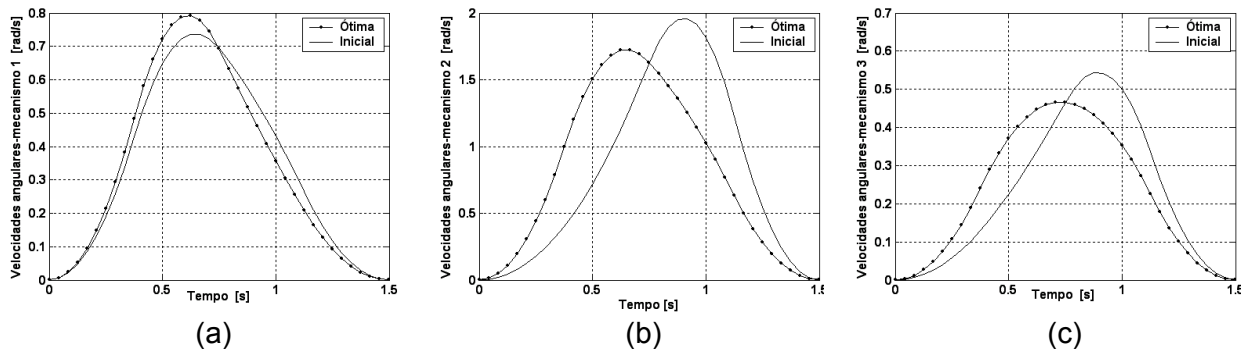 Velocidades angulares-mecanismo 1 [rad/s]
0.8
0.7
0.6
0.5
0.4
0.3
0.2
0.1
0
0 0.5 1 1.5
Tempo [s]
Ótima
Inicial
(a)
Velocidades angulares-mecanismo 2 [rad/s]
2
1.5
1
0.5
0
0 0.5 1 1.5
Tempo [s]
Ótima
Inicial
(b)
Velocidades angulares-mecanismo 3 [rad/s]
0.7
0.6
0.5
0.4
0.3
0.2
0.1
0
0 0.5 1 1.5
Tempo [s]
Ótima
Inicial
(c)